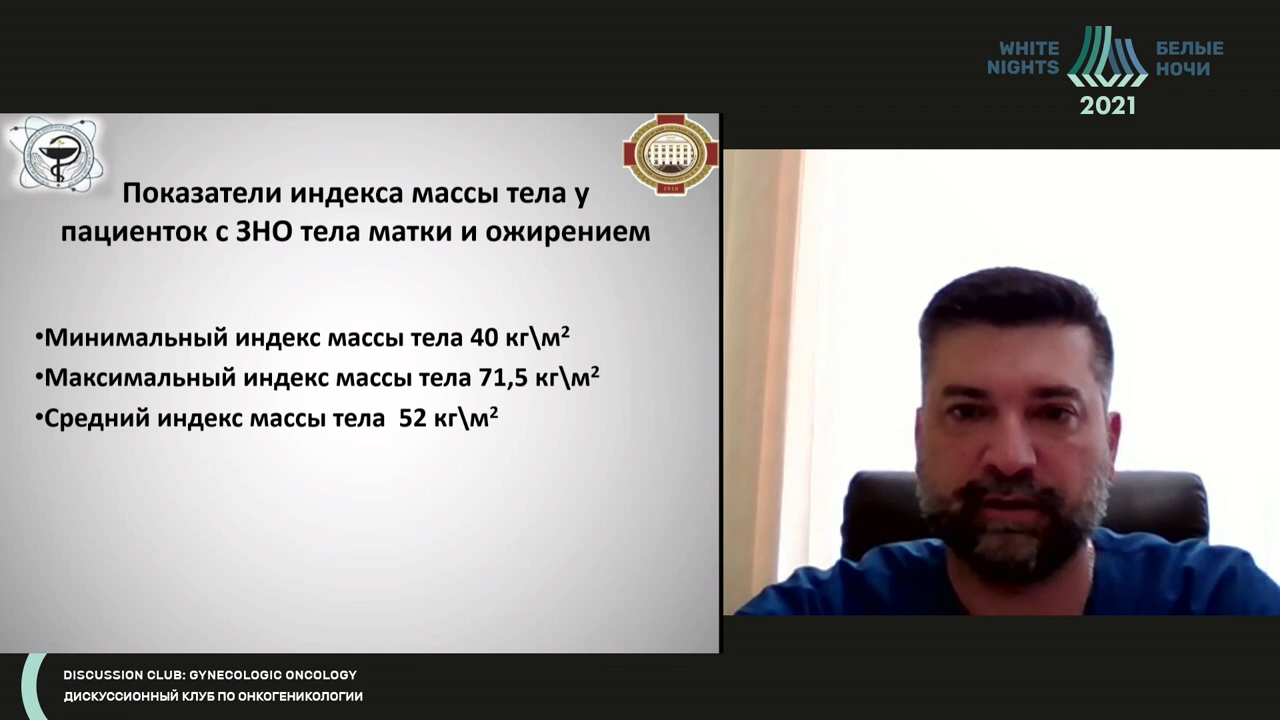 WHITE
NIGHTS
БЕЛЫЕ
НОЧИ
2021
Показатели индекса массы тела у
пациенток с ЗНО тела матки и ожирением
•Минимальный индекс массы тела 40 кг\м²
•Максимальный индекс массы тела 71,5 кг\м²
•Средний индекс массы тела 52 кг\м²
1918
DISCUSSION CLUB: GYNECOLOGIC ONCOLOGY
ДИСКУССИОННЫЙ КЛУБ ПО ОНКОГЕНИКОЛОГИИ